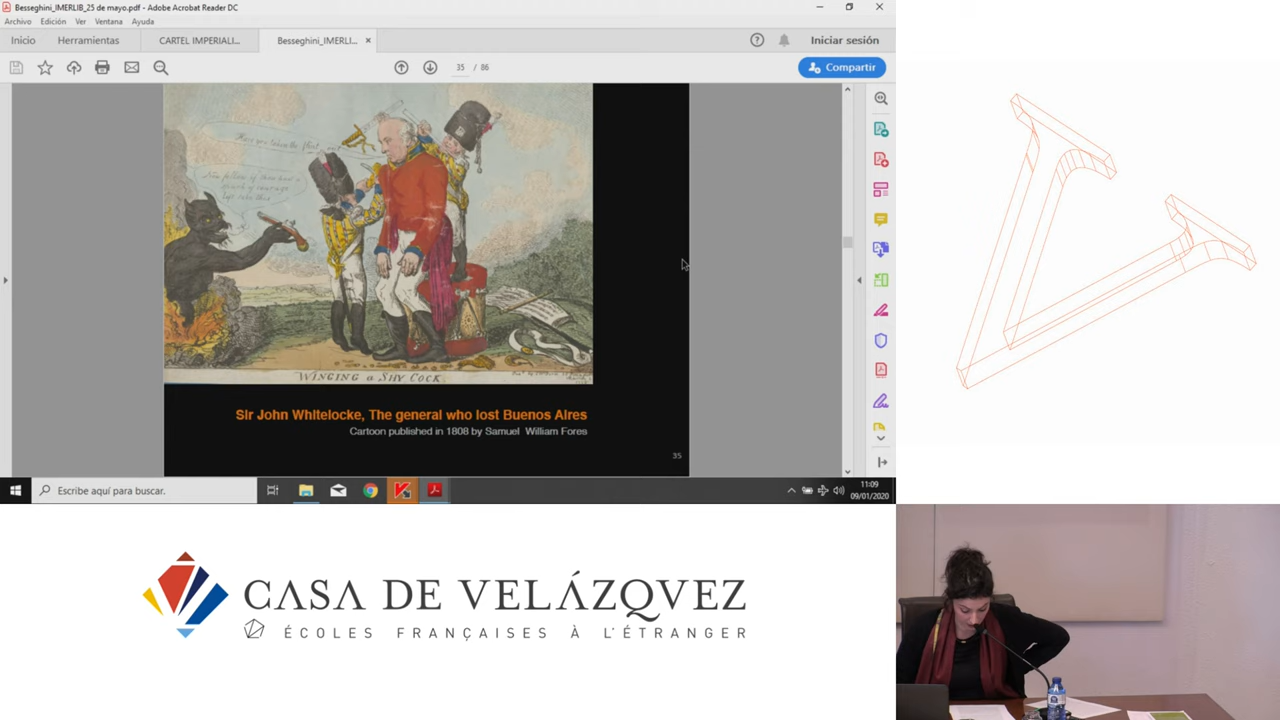 Besseghini_IMERLIB_25 de mayo.pdf - Adobe Acrobat Reader DC
Archivo Edición Ver Ventana Ayuda
Inicio Herramientas CARTEL IMPERIALI... Besseghini_IMERLI... ×
Iniciar sesión
35 / 86
Compartir
WINGING a SHY COCK
Sir John Whitelocke, The general who lost Buenos Aires
Cartoon published in 1808 by Samuel William Fores
35
Escribe aquí para buscar.
11:09
09/01/2020
CASA DE VELÁZQVEZ
ÉCOLES FRANÇAISES À L'ÉTRANGER